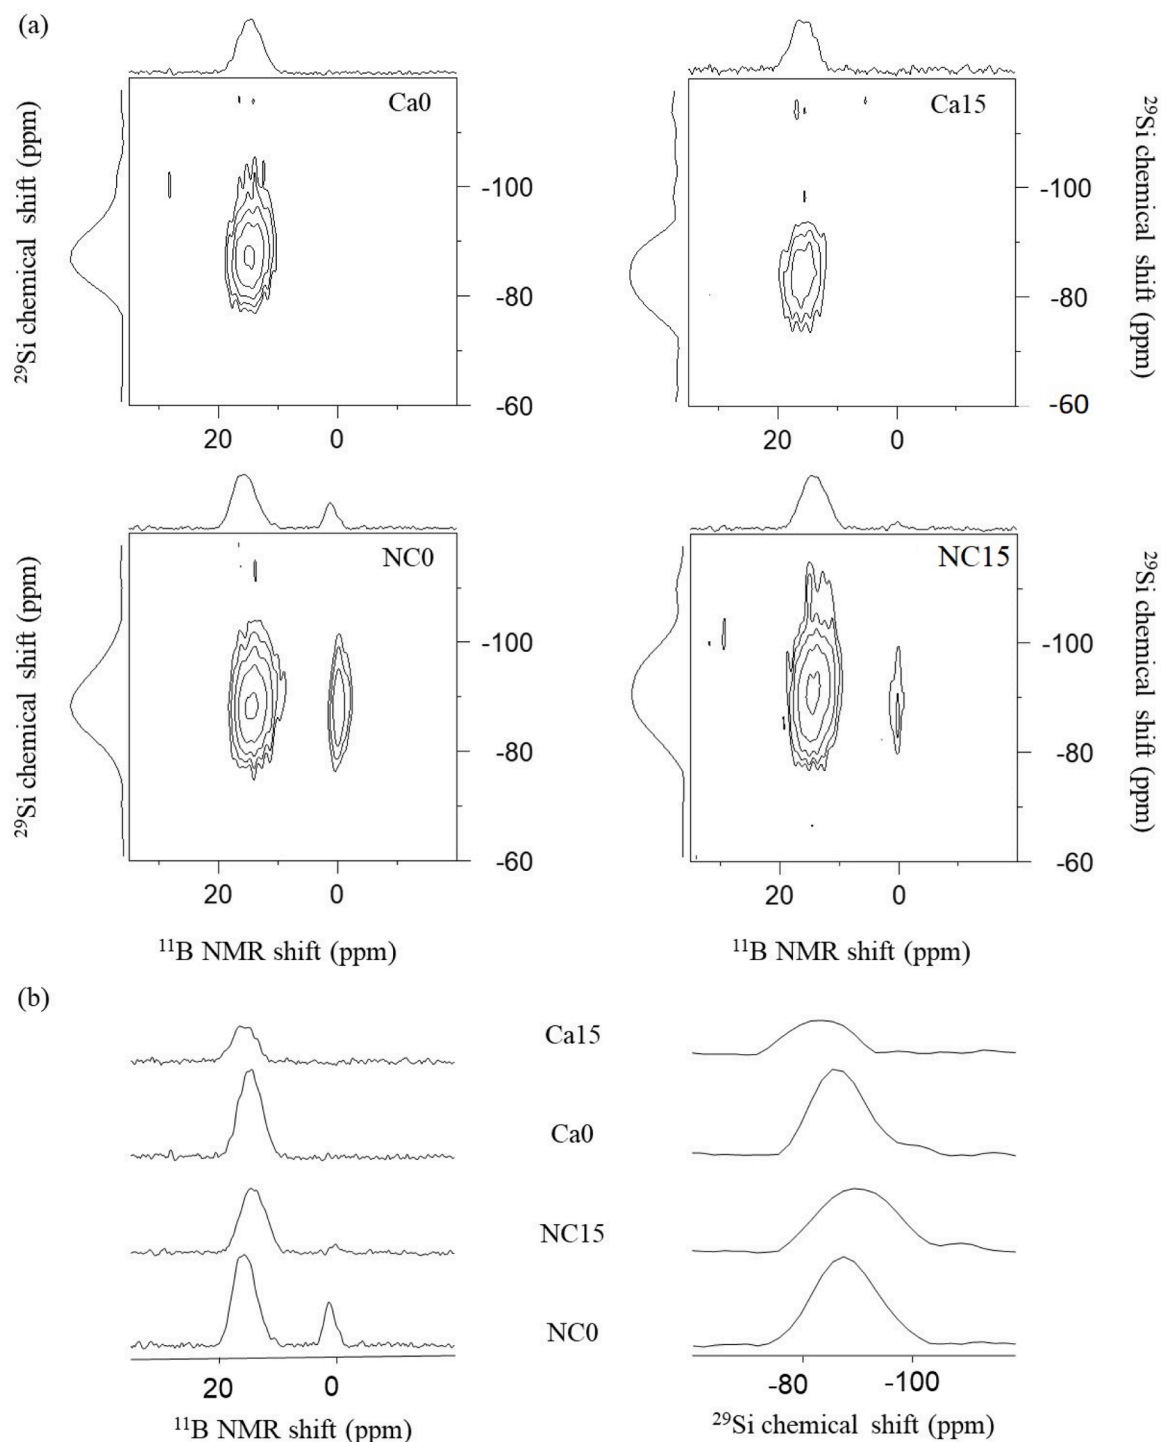 (a)
Ca0
Ca15
²⁹Si chemical shift (ppm)
-100
-80
-60
20
0
²⁹Si chemical shift (ppm)
-100
-80
-60
20
0
NC0
NC15
²⁹Si chemical shift (ppm)
-100
-80
-60
20
0
²⁹Si chemical shift (ppm)
-100
-80
-60
20
0
¹¹B NMR shift (ppm)
¹¹B NMR shift (ppm)
(b)
Ca15
Ca0
NC15
NC0
20
0
-80
-100
¹¹B NMR shift (ppm)
²⁹Si chemical shift (ppm)